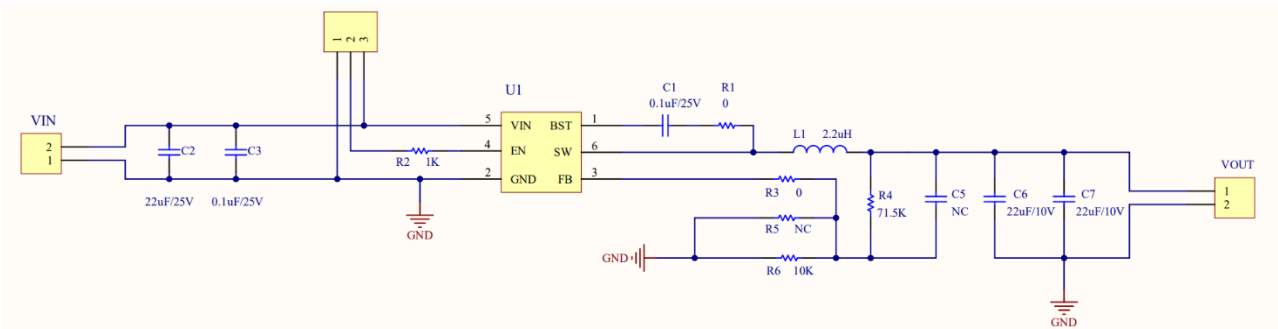 1 2 3
U1
C1
0.1uF/25V
R1
0
VIN
2
1
C2
22uF/25V
C3
0.1uF/25V
R2 1K
5 VIN BST 1
4 EN SW 6
2 GND FB 3
GND
L1 2.2uH
R3 0
R5 NC
R6 10K
GND
R4
71.5K
C5
NC
C6
22uF/10V
C7
22uF/10V
GND
VOUT
1
2